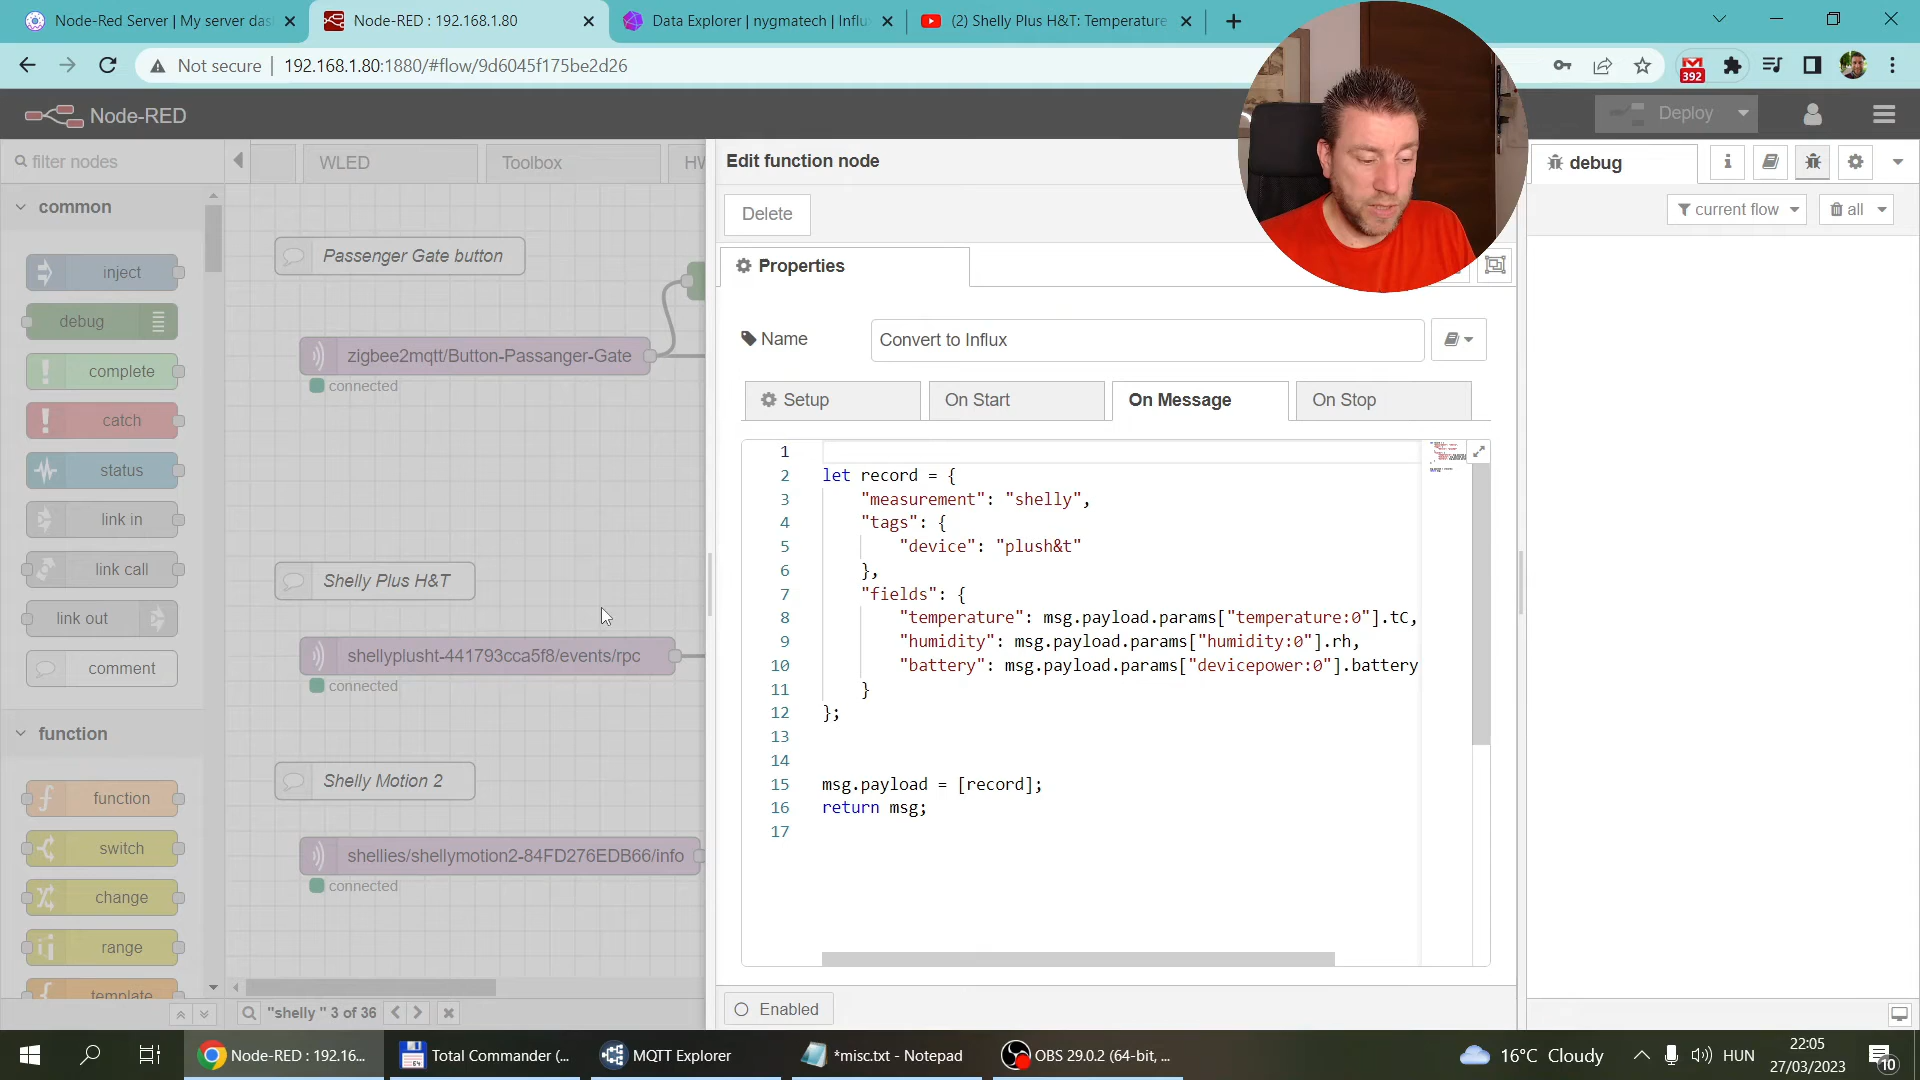 Node-Red Server | My server das
Node-RED : 192.168.1.80
Data Explorer | nygmatech | Influ
(2) Shelly Plus H&T: Temperature
Not secure
192.168.1.80:1880/#flow/9d6045f175be2d26
392
Node-RED
Deploy
filter nodes
WLED
Toolbox
HW
Edit function node
debug
Delete
current flow
all
common
inject
debug
complete
catch
status
link in
link call
link out
comment
function
function
switch
change
range
template
Passenger Gate button
zigbee2mqtt/Button-Passanger-Gate
connected
Shelly Plus H&T
shellyplusht-441793cca5f8/events/rpc
connected
Shelly Motion 2
shellies/shellymotion2-84FD276EDB66/info
connected
"shelly " 3 of 36
Properties
Name
Convert to Influx
Setup
On Start
On Message
On Stop
1
2 let record = {
3 "measurement": "shelly",
4 "tags": {
5 "device": "plush&t"
6 },
7 "fields": {
8 "temperature": msg.payload.params["temperature:0"].tC,
9 "humidity": msg.payload.params["humidity:0"].rh,
10 "battery": msg.payload.params["devicepower:0"].battery
11 }
12 };
13
14
15 msg.payload = [record];
16 return msg;
17
Enabled
Node-RED : 192.16...
Total Commander (...
MQTT Explorer
*misc.txt - Notepad
OBS 29.0.2 (64-bit, ...
16°C Cloudy
HUN
22:05
27/03/2023
10